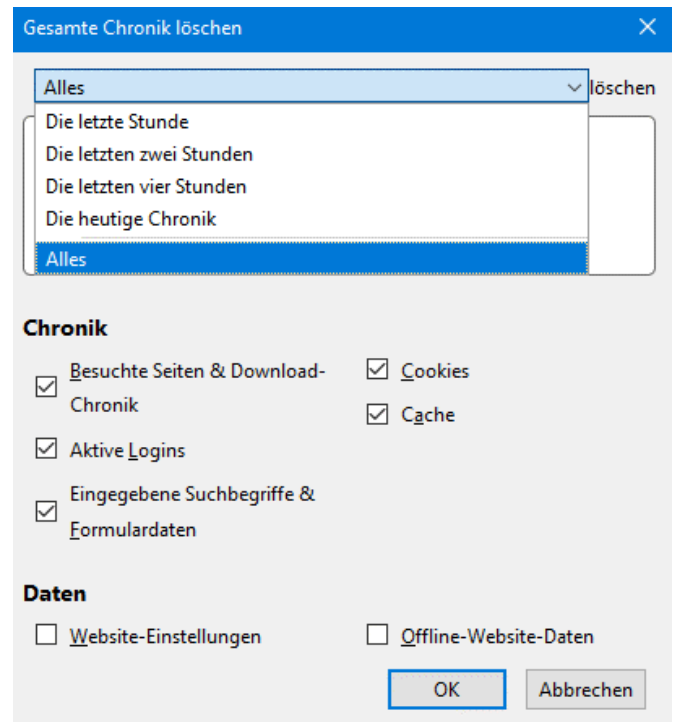 Gesamte Chronik löschen
Alles löschen
Die letzte Stunde
Die letzten zwei Stunden
Die letzten vier Stunden
Die heutige Chronik
Alles
Chronik
Besuchte Seiten & Download-
Chronik
Aktive Logins
Eingegebene Suchbegriffe &
Formulardaten
Cookies
Cache
Daten
Website-Einstellungen
Offline-Website-Daten
OK
Abbrechen